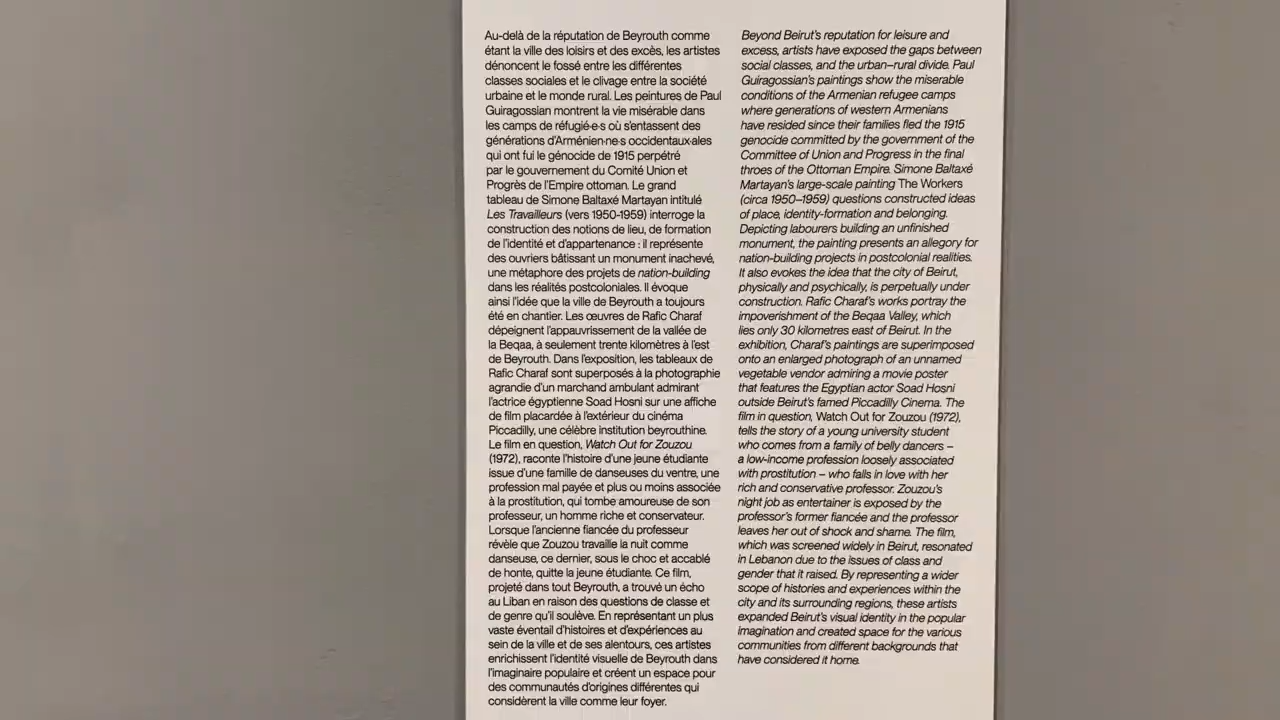 Au-delà de la réputation de Beyrouth comme
étant la ville des loisirs et des excès, les artistes
dénoncent le fossé entre les différentes
classes sociales et le clivage entre la société
urbaine et le monde rural. Les peintures de Paul
Guiragossian montrent la vie misérable dans
les camps de réfugié·e·s où s'entassent des
générations d'Arménien·ne·s occidentaux·ales
qui ont fui le génocide de 1915 perpétré
par le gouvernement du Comité Union et
Progrès de l'Empire ottoman. Le grand
tableau de Simone Baltaxé Martayan intitulé
Les Travailleurs (vers 1950-1959) interroge la
construction des notions de lieu, de formation
de l'identité et d'appartenance : il représente
des ouvriers bâtissant un monument inachevé,
une métaphore des projets de nation-building
dans les réalités postcoloniales. Il évoque
ainsi l'idée que la ville de Beyrouth a toujours
été en chantier. Les œuvres de Rafic Charaf
dépeignent l'appauvrissement de la vallée de
la Beqaa, à seulement trente kilomètres à l'est
de Beyrouth. Dans l'exposition, les tableaux de
Rafic Charaf sont superposés à la photographie
agrandie d'un marchand ambulant admirant
l'actrice égyptienne Soad Hosni sur une affiche
de film placardée à l'extérieur du cinéma
Piccadilly, une célèbre institution beyrouthine.
Le film en question, Watch Out for Zouzou
(1972), raconte l'histoire d'une jeune étudiante
issue d'une famille de danseuses du ventre, une
profession mal payée et plus ou moins associée
à la prostitution, qui tombe amoureuse de son
professeur, un homme riche et conservateur.
Lorsque l'ancienne fiancée du professeur
révèle que Zouzou travaille la nuit comme
danseuse, ce dernier, sous le choc et accablé
de honte, quitte la jeune étudiante. Ce film,
projeté dans tout Beyrouth, a trouvé un écho
au Liban en raison des questions de classe et
de genre qu'il soulève. En représentant un plus
vaste éventail d'histoires et d'expériences au
sein de la ville et de ses alentours, ces artistes
enrichissent l'identité visuelle de Beyrouth dans
l'imaginaire populaire et créent un espace pour
des communautés d'origines différentes qui
considèrent la ville comme leur foyer.
Beyond Beirut's reputation for leisure and
excess, artists have exposed the gaps between
social classes, and the urban–rural divide. Paul
Guiragossian's paintings show the miserable
conditions of the Armenian refugee camps
where generations of western Armenians
have resided since their families fled the 1915
genocide committed by the government of the
Committee of Union and Progress in the final
throes of the Ottoman Empire. Simone Baltaxé
Martayan's large-scale painting The Workers
(circa 1950–1959) questions constructed ideas
of place, identity-formation and belonging.
Depicting labourers building an unfinished
monument, the painting presents an allegory for
nation-building projects in postcolonial realities.
It also evokes the idea that the city of Beirut,
physically and psychically, is perpetually under
construction. Rafic Charaf's works portray the
impoverishment of the Beqaa Valley, which
lies only 30 kilometres east of Beirut. In the
exhibition, Charaf's paintings are superimposed
onto an enlarged photograph of an unnamed
vegetable vendor admiring a movie poster
that features the Egyptian actor Soad Hosni
outside Beirut's famed Piccadilly Cinema. The
film in question, Watch Out for Zouzou (1972),
tells the story of a young university student
who comes from a family of belly dancers –
a low-income profession loosely associated
with prostitution – who falls in love with her
rich and conservative professor. Zouzou's
night job as entertainer is exposed by the
professor's former fiancée and the professor
leaves her out of shock and shame. The film,
which was screened widely in Beirut, resonated
in Lebanon due to the issues of class and
gender that it raised. By representing a wider
scope of histories and experiences within the
city and its surrounding regions, these artists
expanded Beirut's visual identity in the popular
imagination and created space for the various
communities from different backgrounds that
have considered it home.